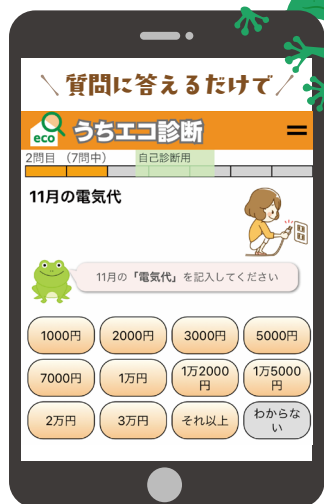 質問に答えるだけで
eco うちエコ診断
2問目 (7問中) 自己診断用
11月の電気代
11月の「電気代」を記入してください
1000円 2000円 3000円 5000円
7000円 1万円 1万2000円 1万5000円
2万円 3万円 それ以上 わからない